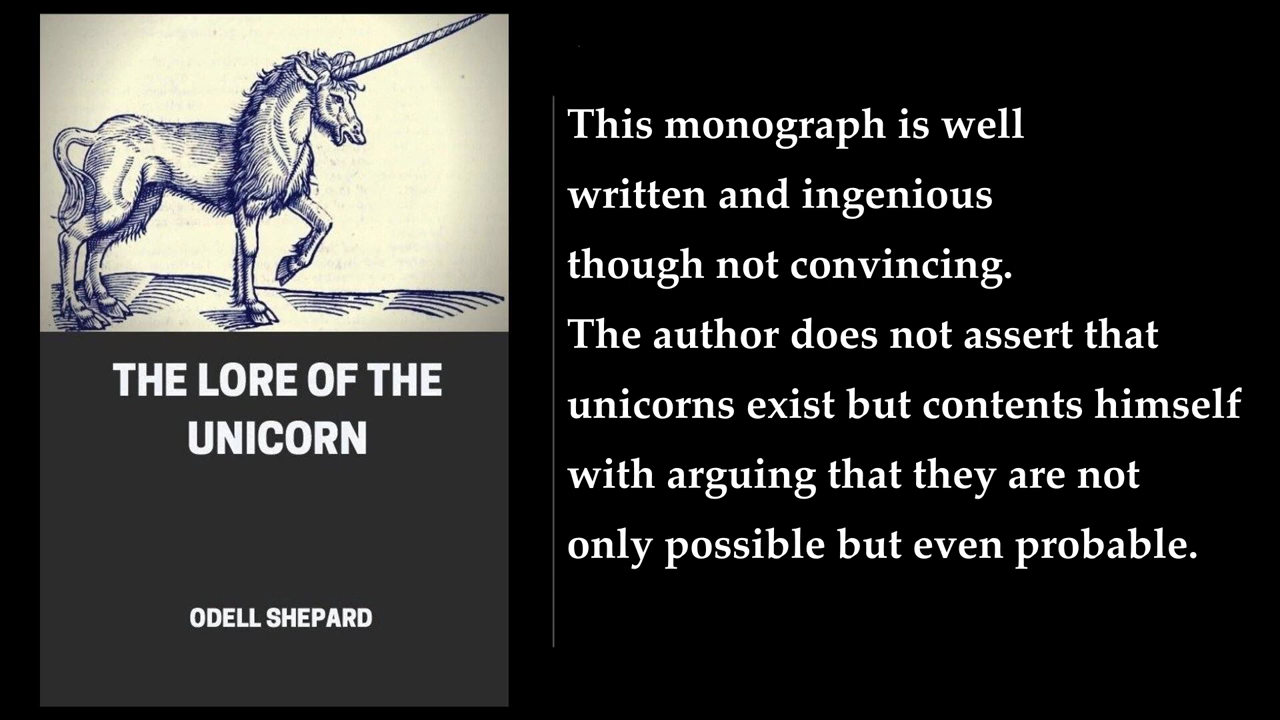 THE LORE OF THE
UNICORN
ODELL SHEPARD
This monograph is well
written and ingenious
though not convincing.
The author does not assert that
unicorns exist but contents himself
with arguing that they are not
only possible but even probable.